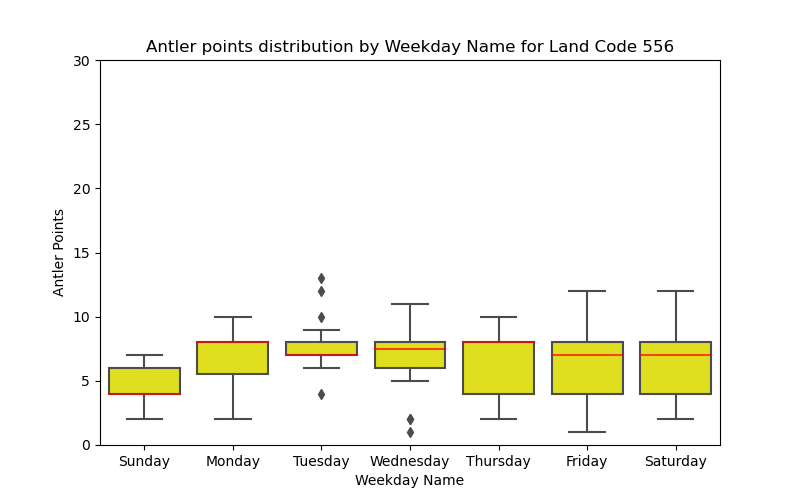 Antler points distribution by Weekday Name for Land Code 556
30
25
20
15
10
5
0
Antler Points
Sunday Monday Tuesday Wednesday Thursday Friday Saturday
Weekday Name